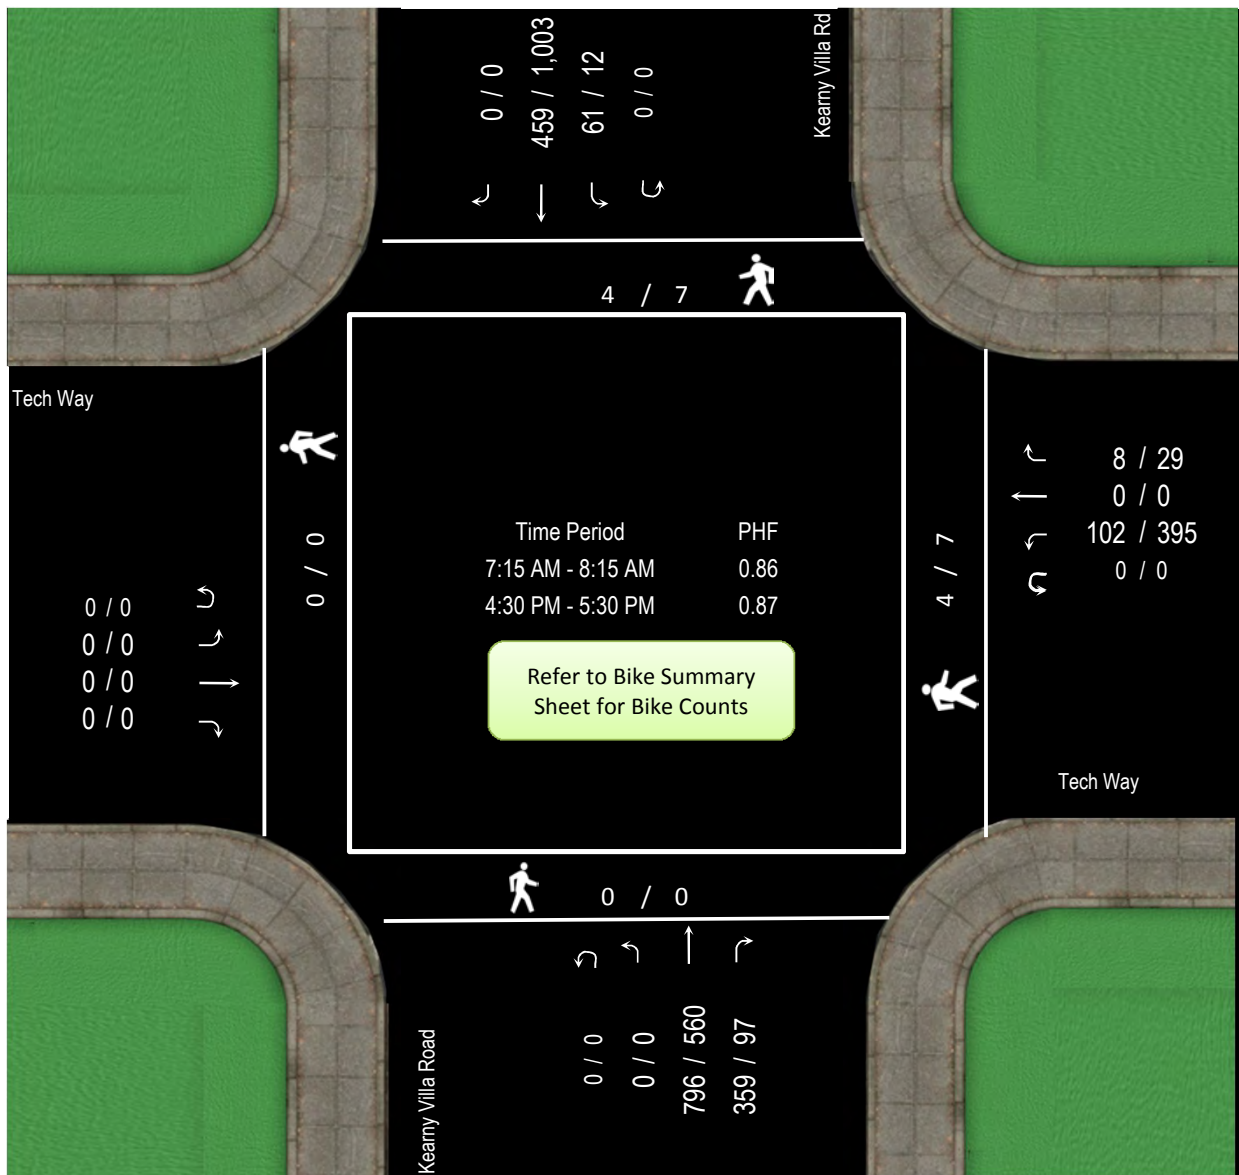 0 / 0
459 / 1,003
61 / 12
0 / 0
Kearny Villa Rd
4 / 7
Tech Way
0 / 0
0 / 0
0 / 0
0 / 0
0 / 0
Time Period PHF
7:15 AM - 8:15 AM 0.86
4:30 PM - 5:30 PM 0.87
Refer to Bike Summary
Sheet for Bike Counts
4 / 7
8 / 29
0 / 0
102 / 395
0 / 0
Tech Way
0 / 0
Kearny Villa Road
0 / 0
0 / 0
796 / 560
359 / 97